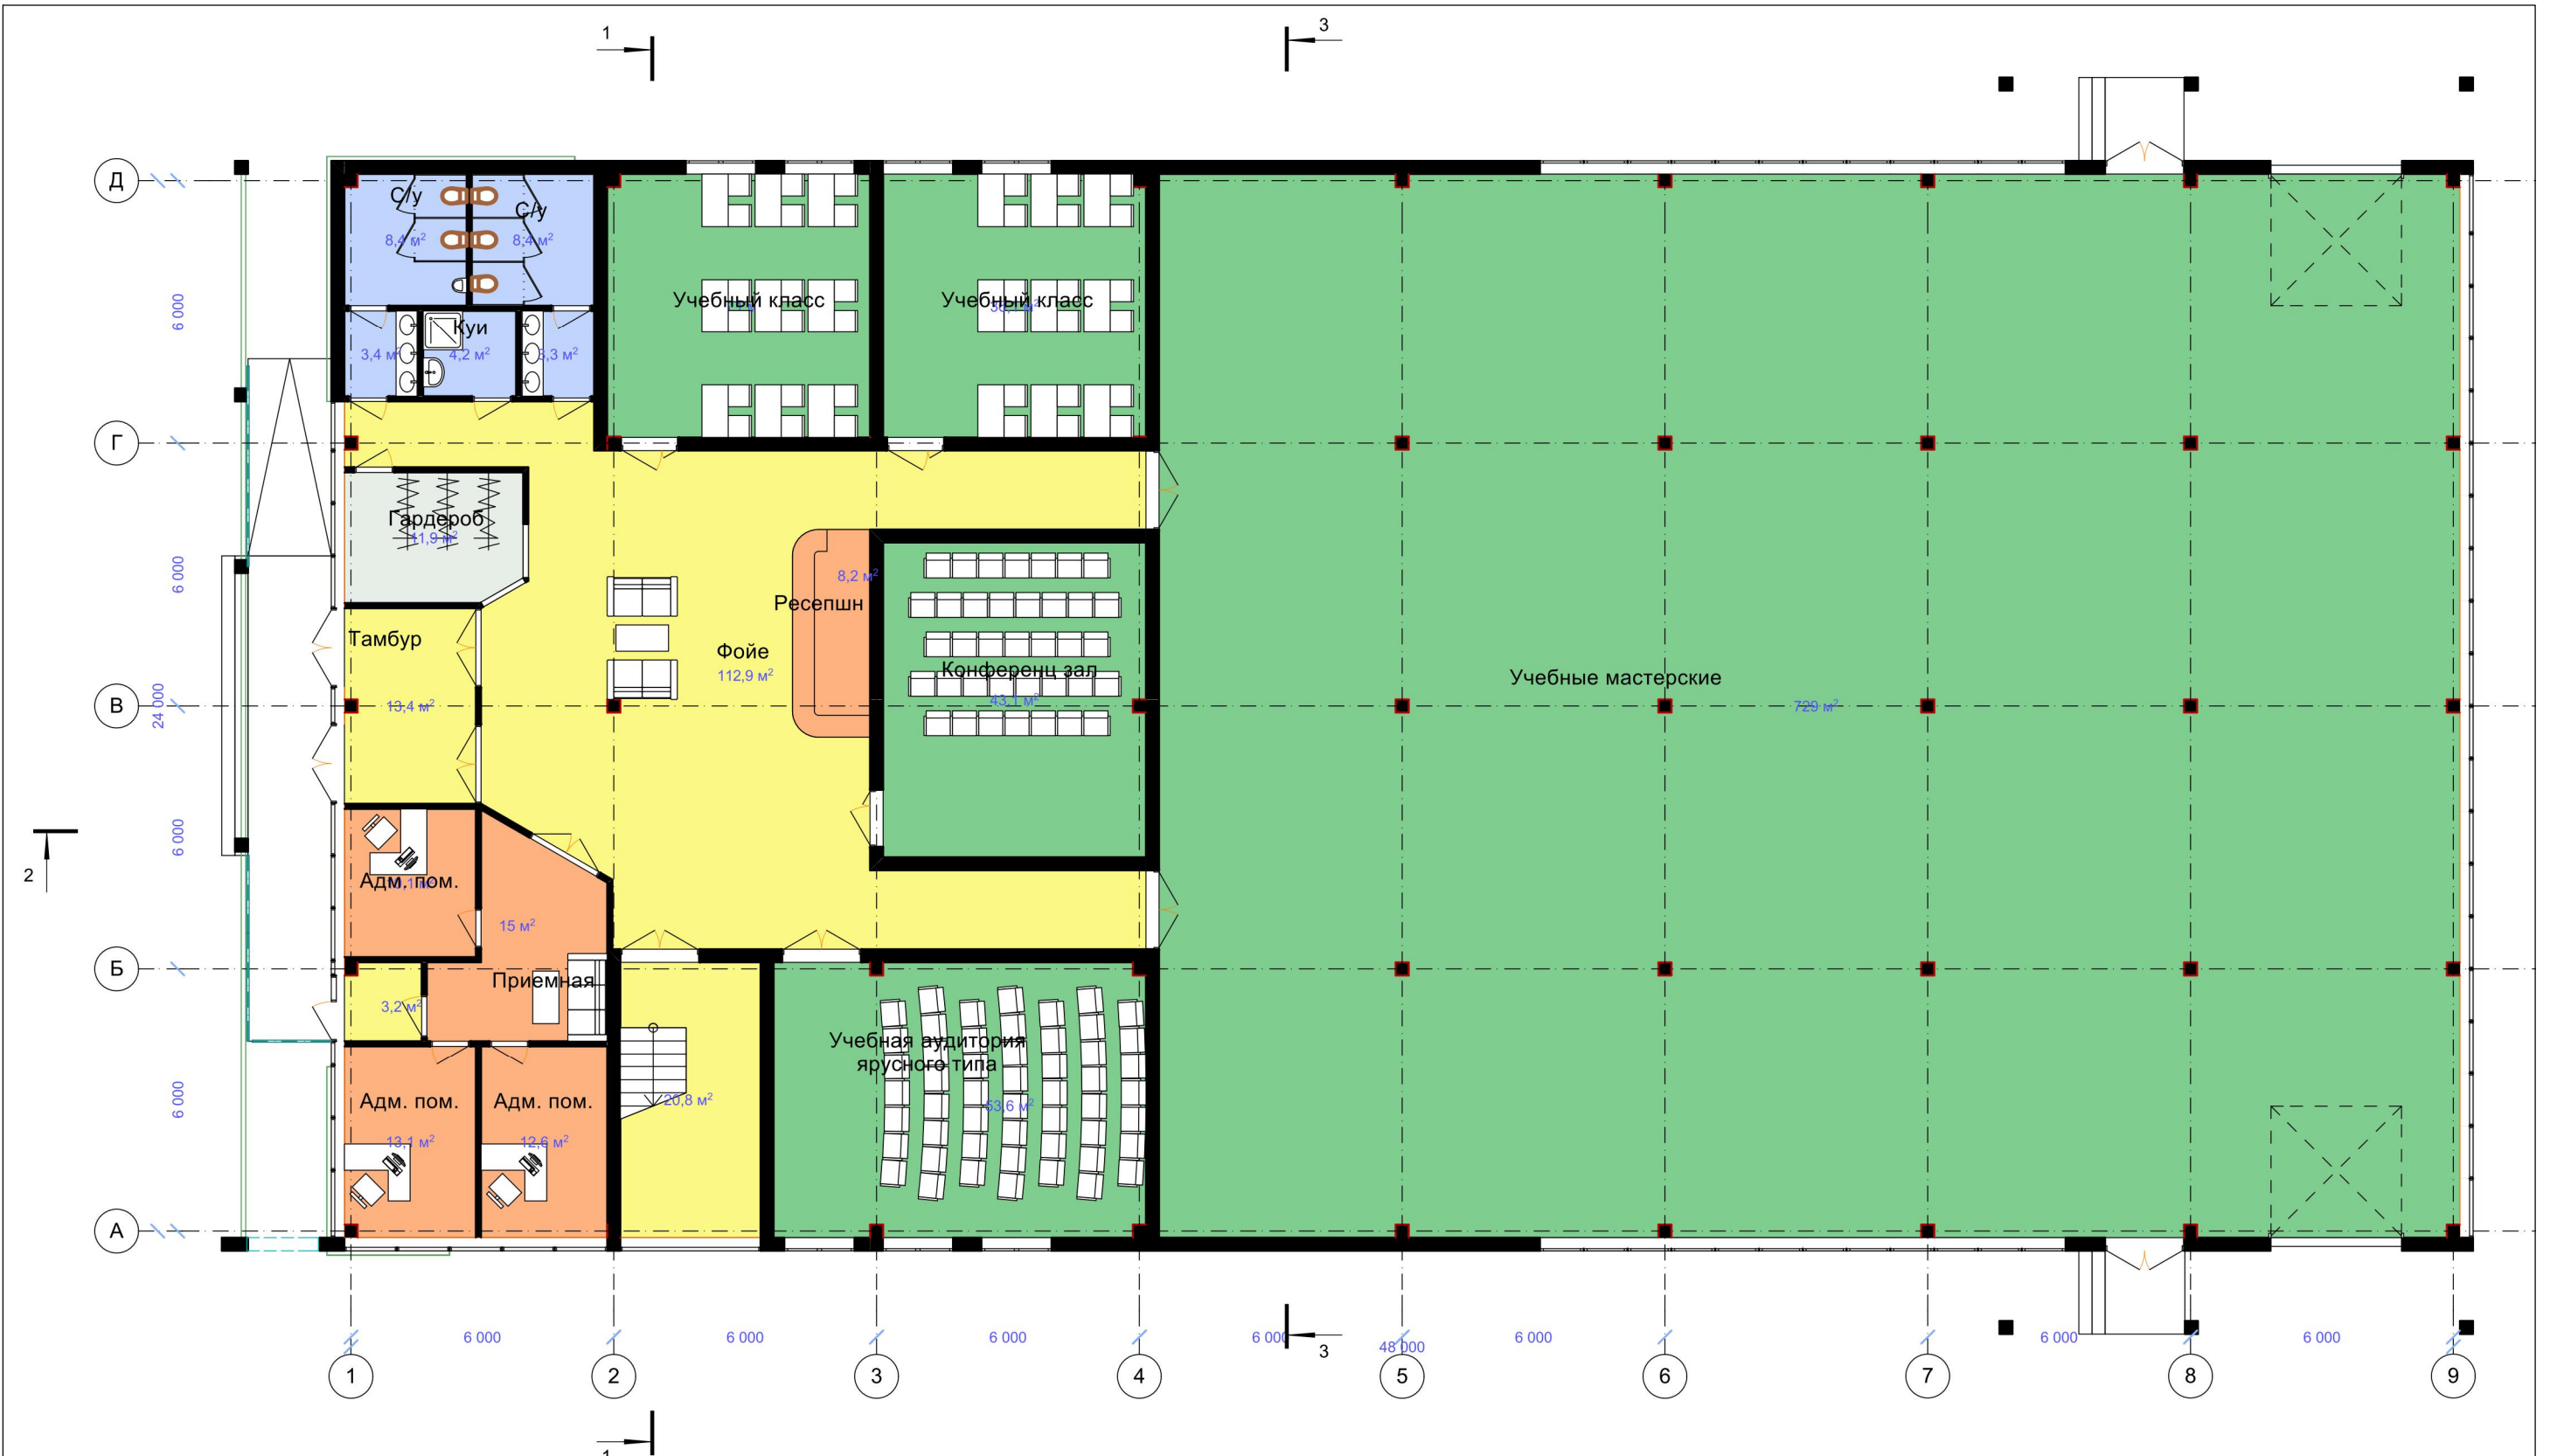 1
3
Д
С/у
С/у
8,4 м²
8,4 м²
6 000
Учебный класс
Учебный класс
Куи
3,4 м²
4,2 м²
3,3 м²
Г
Гардероб
11,9 м²
6 000
8,2 м²
Ресепшн
Тамбур
Фойе
112,9 м²
Конференц зал
43,1 м²
Учебные мастерские
729 м²
13,4 м²
В
24 000
6 000
2
Адм. пом.
15 м²
Б
Приемная
3,2 м²
Учебная аудитория
ярусного типа
53,6 м²
6 000
Адм. пом.
Адм. пом.
20,8 м²
13,1 м²
12,6 м²
А
6 000
6 000
6 000
6 000
48 000
6 000
6 000
6 000
3
1
2
3
4
5
6
7
8
9
1